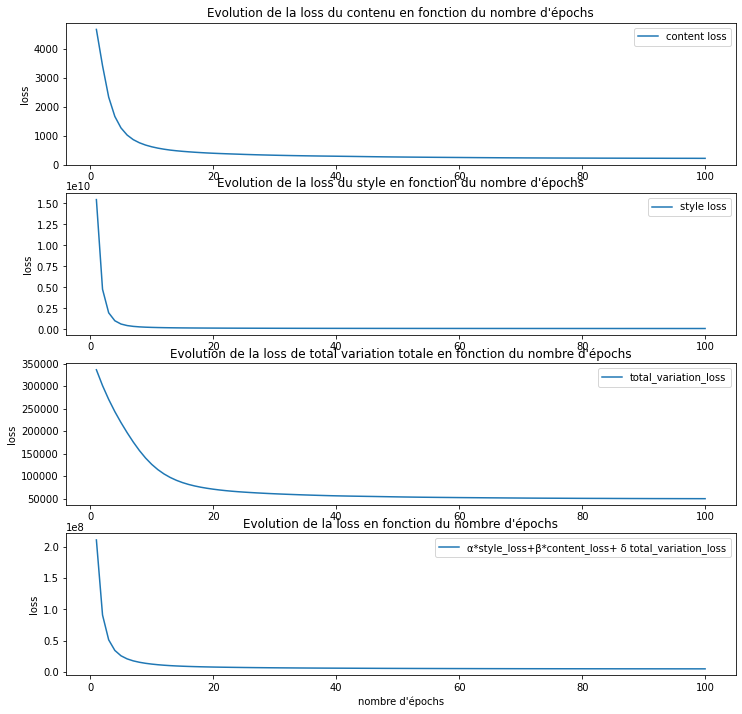 Evolution de la loss du contenu en fonction du nombre d'épochs
content loss
4000
3000
2000
1000
0
loss
0 20 40 60 80 100
1e10
Evolution de la loss du style en fonction du nombre d'épochs
style loss
1.50
1.25
1.00
0.75
0.50
0.25
0.00
loss
0 20 40 60 80 100
Evolution de la loss de total variation totale en fonction du nombre d'épochs
total_variation_loss
350000
300000
250000
200000
150000
100000
50000
loss
0 20 40 60 80 100
1e8
Evolution de la loss en fonction du nombre d'épochs
α*style_loss+β*content_loss+ δ total_variation_loss
2.0
1.5
1.0
0.5
0.0
loss
0 20 40 60 80 100
nombre d'épochs